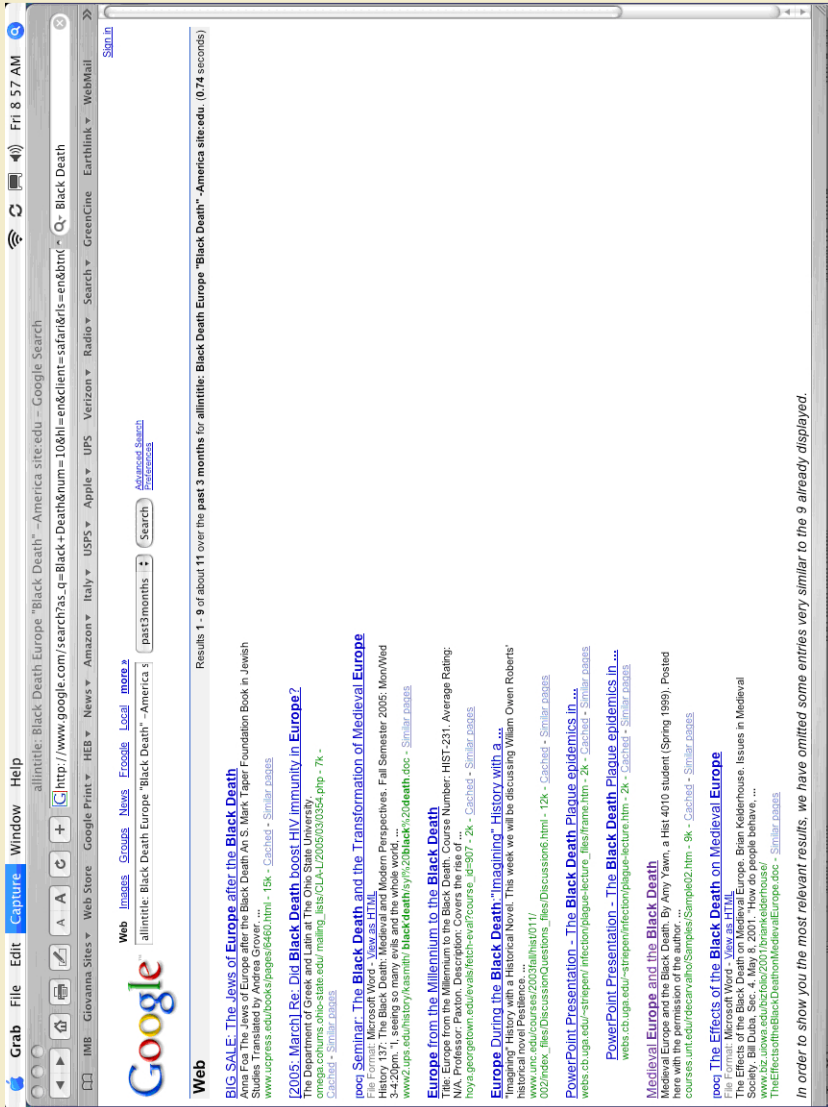 Grab File Edit Capture Window Help Fri 8 57 AM
allintitle: Black Death Europe "Black Death" -America site:edu - Google Search
A A http://www.google.com/search?as_q=Black+Death&num=10&hl=en&client=safari&rls=en&btn( Black Death
IMB Giovanna Sites Web Store Google Print HEB News Amazon Italy USPS Apple UPS Verizon Radio Search GreenCine Earthlink WebMail
Sign in
Google
Web Images Groups News Froogle Local more »
allintitle: Black Death Europe "Black Death" -America s past3months Search Advanced Search
Preferences
Web Results 1 - 9 of about 11 over the past 3 months for allintitle: Black Death Europe "Black Death" -America site:edu. (0.74 seconds)
BIG SALE: The Jews of Europe after the Black Death
Anna Foa The Jews of Europe after the Black Death An S. Mark Taper Foundation Book in Jewish
Studies Translated by Andrea Grover. ...
www.ucpress.edu/books/pages/6460.html - 15k - Cached - Similar pages
[2005: March] Re: Did Black Death boost HIV immunity in Europe?
The Department of Greek and Latin at The Ohio State University.
omega.cohums.ohio-state.edu/ mailing_lists/CLA-L/2005/03/0354.php - 7k -
Cached - Similar pages
[DOC] Seminar: The Black Death and the Transformation of Medieval Europe
File Format: Microsoft Word - View as HTML
History 137: The Black Death: Medieval and Modern Perspectives. Fall Semester 2005: Mon/Wed
3-4:20pm. "I, seeing so many evils and the whole world, ...
www2.ups.edu/history/kasmith/ blackdeath/syl%20black%20death.doc - Similar pages
Europe from the Millennium to the Black Death
Title: Europe from the Millennium to the Black Death. Course Number: HIST-231. Average Rating:
N/A. Professor: Paxton. Description: Covers the rise of ...
hoya.georgetown.edu/evals/fetch-eval?course_id=907 - 2k - Cached - Similar pages
Europe During the Black Death:"Imagining" History with a ...
"Imagining" History with a Historical Novel. This week we will be discussing William Owen Roberts'
historical novel Pestilence. ...
www.unc.edu/courses/2003fall/hist/011/
002/index_files/DiscussionQuestions_files/Discussion6.html - 12k - Cached - Similar pages
PowerPoint Presentation - The Black Death Plague epidemics in ...
webs.cb.uga.edu/~striepen/ infection/plague-lecture_files/frame.htm - 2k - Cached - Similar pages
PowerPoint Presentation - The Black Death Plague epidemics in ...
webs.cb.uga.edu/~striepen/infection/plague-lecture.htm - 2k - Cached - Similar pages
Medieval Europe and the Black Death
Medieval Europe and the Black Death. By Amy Yawn, a Hist 4010 student (Spring 1999). Posted
here with the permission of the author. ...
courses.unt.edu/rdecarvalho/Samples/Sample02.htm - 9k - Cached - Similar pages
[DOC] The Effects of the Black Death on Medieval Europe
File Format: Microsoft Word - View as HTML
The Effects of the Black Death on Medieval Europe. Brian Kelderhouse. Issues in Medieval
Society. Bill Duba. Sec. 4. May 8, 2001. "How do people behave, ...
www.biz.uiowa.edu/bizfolio/2001/briankelderhouse/
TheEffectsoftheBlackDeathonMedievalEurope.doc - Similar pages
In order to show you the most relevant results, we have omitted some entries very similar to the 9 already displayed.